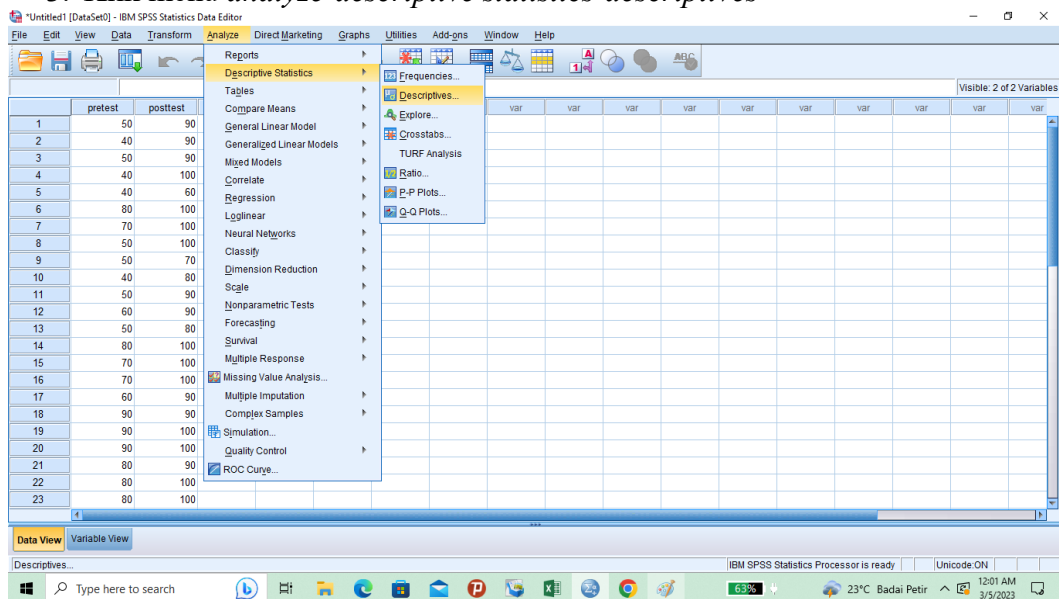 analyze-descriptive statistics-descriptives
*Untitled1 [DataSet0] - IBM SPSS Statistics Data Editor
File Edit View Data Transform Analyze Direct Marketing Graphs Utilities Add-ons Window Help
Visible: 2 of 2 Variables
Reports
Descriptive Statistics
Tables
Compare Means
General Linear Model
Generalized Linear Models
Mixed Models
Correlate
Regression
Loglinear
Neural Networks
Classify
Dimension Reduction
Scale
Nonparametric Tests
Forecasting
Survival
Multiple Response
Missing Value Analysis...
Multiple Imputation
Complex Samples
Simulation...
Quality Control
ROC Curve...
Frequencies...
Descriptives...
Explore...
Crosstabs...
TURF Analysis
Ratio...
P-P Plots...
Q-Q Plots...
pretest posttest var var var var var var var var
1 50 90
2 40 90
3 50 90
4 40 100
5 40 60
6 80 100
7 70 100
8 50 100
9 50 70
10 40 80
11 50 90
12 60 90
13 50 80
14 80 100
15 70 100
16 70 100
17 60 90
18 90 90
19 90 100
20 90 100
21 80 90
22 80 100
23 80 100
Data View Variable View
Descriptives... IBM SPSS Statistics Processor is ready Unicode:ON
Type here to search 63% 23°C Badai Petir 12:01 AM
3/5/2023